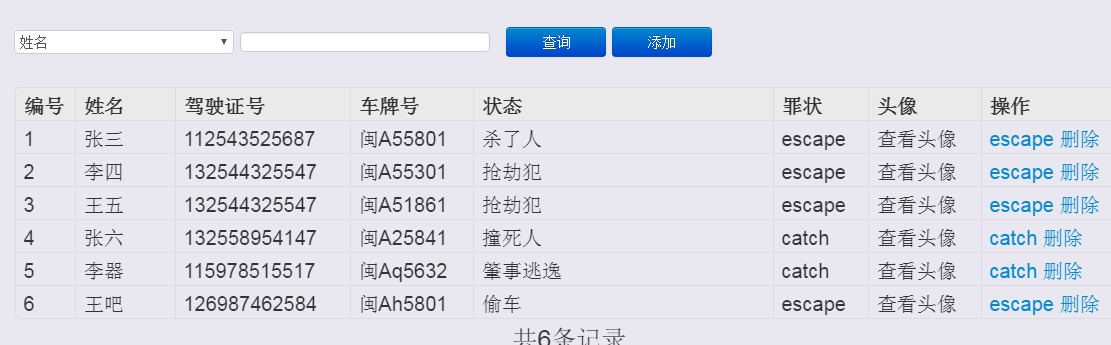 姓名 查询 添加
编号 姓名 驾驶证号 车牌号 状态 罪状 头像 操作
1 张三 112543525687 闽A55801 杀了人 escape 查看头像 escape 删除
2 李四 132544325547 闽A55301 抢劫犯 escape 查看头像 escape 删除
3 王五 132544325547 闽A51861 抢劫犯 escape 查看头像 escape 删除
4 张六 132558954147 闽A25841 撞死人 catch 查看头像 catch 删除
5 李器 115978515517 闽Aq5632 肇事逃逸 catch 查看头像 catch 删除
6 王吧 126987462584 闽Ah5801 偷车 escape 查看头像 escape 删除
共6条记录